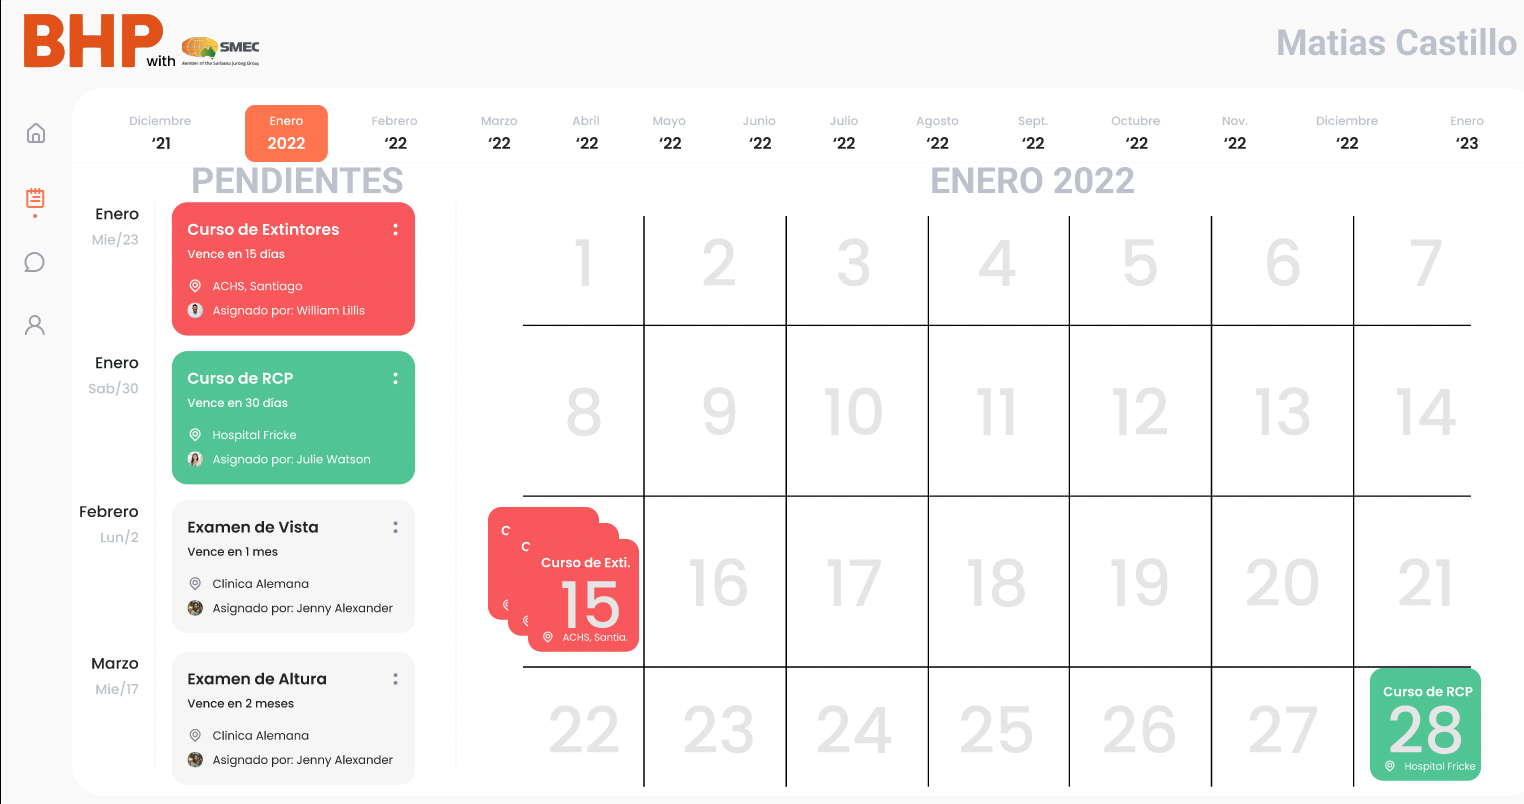 BHP
with
SMEC
Member of the Surbana Jurong Group
Matias Castillo
Diciembre
‘21
Enero
2022
Febrero
‘22
Marzo
‘22
Abril
‘22
Mayo
‘22
Junio
‘22
Julio
‘22
Agosto
‘22
Sept.
‘22
Octubre
‘22
Nov.
‘22
Diciembre
‘22
Enero
‘23
PENDIENTES
Enero
Mie/23
Curso de Extintores
Vence en 15 días
ACHS, Santiago
Asignado por: William Lillis
Enero
Sab/30
Curso de RCP
Vence en 30 días
Hospital Fricke
Asignado por: Julie Watson
Febrero
Lun/2
Examen de Vista
Vence en 1 mes
Clinica Alemana
Asignado por: Jenny Alexander
Marzo
Mie/17
Examen de Altura
Vence en 2 meses
Clinica Alemana
Asignado por: Jenny Alexander
ENERO 2022
1 2 3 4 5 6 7
8 9 10 11 12 13 14
C
C
Curso de Exti.
15
ACHS, Santia.
16 17 18 19 20 21
22 23 24 25 26 27
Curso de RCP
28
Hospital Fricke